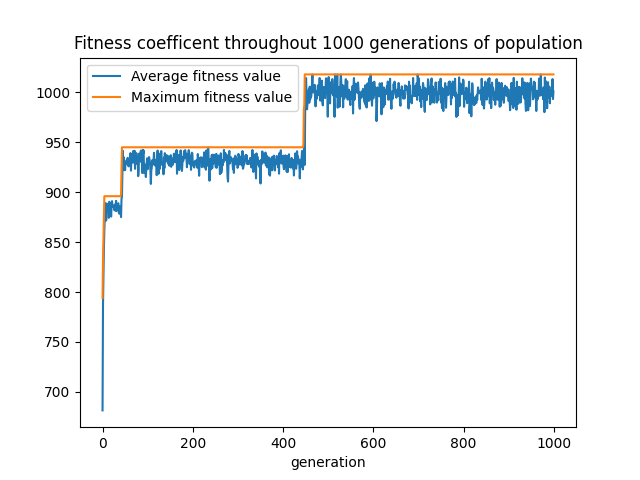 Fitness coefficent throughout 1000 generations of population
Average fitness value
Maximum fitness value
1000
950
900
850
800
750
700
0 200 400 600 800 1000
generation